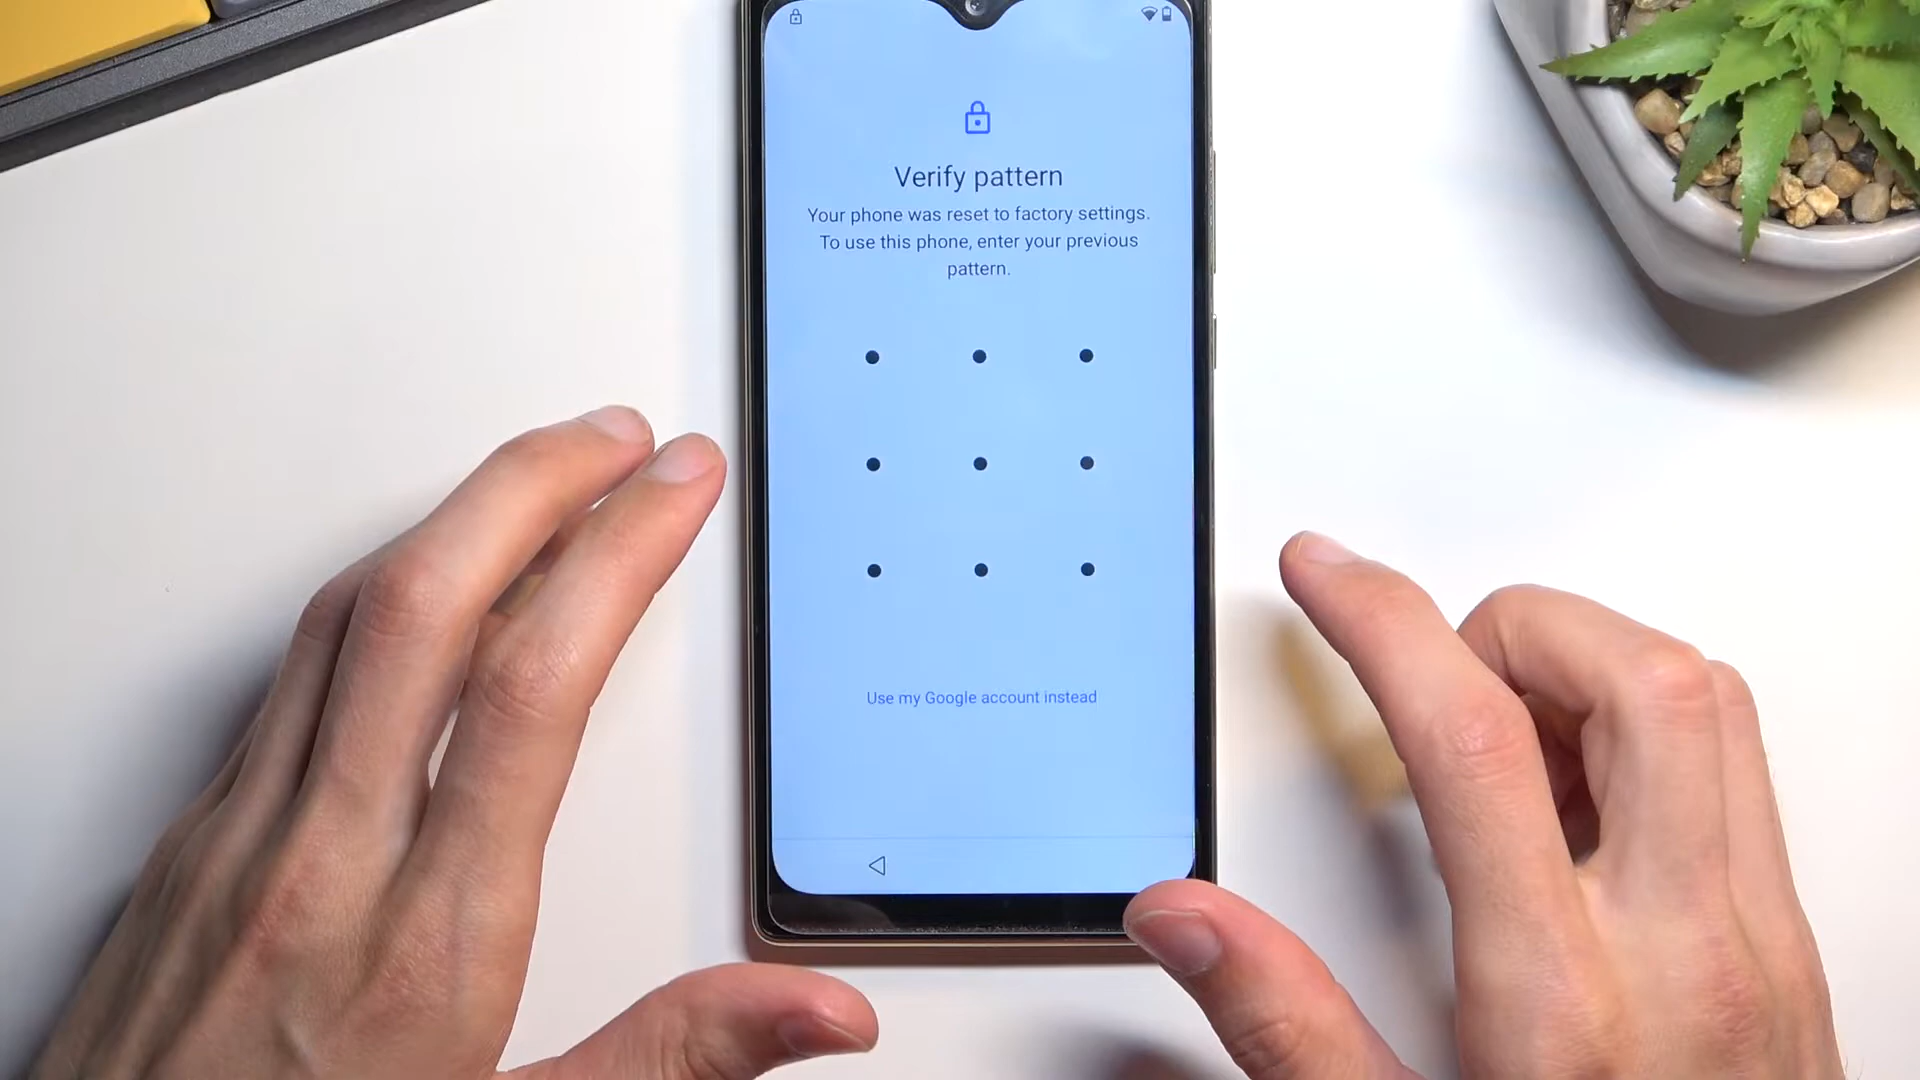 Verify pattern
Your phone was reset to factory settings.
To use this phone, enter your previous
pattern.
Use my Google account instead